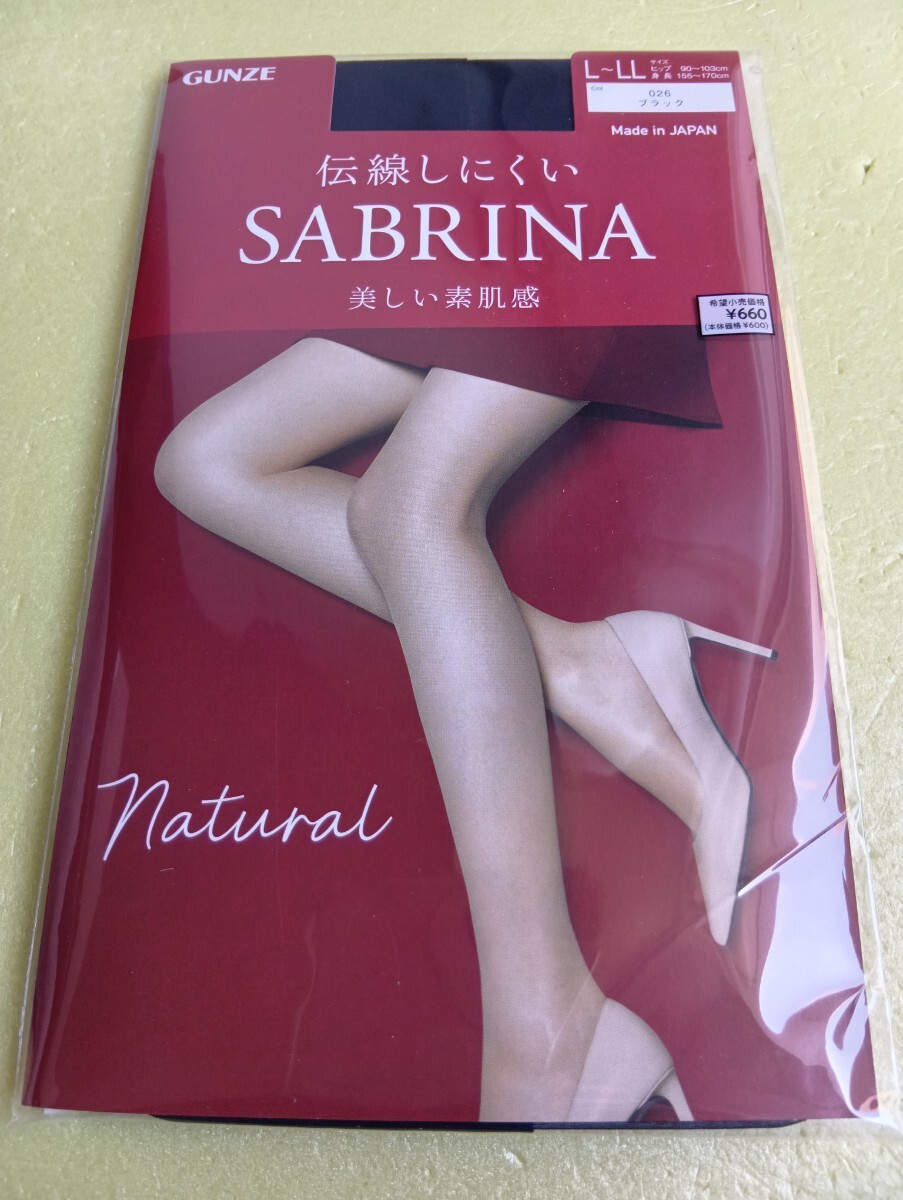 GUNZE
L~LL
サイズ
ヒップ 90~103cm
身長 155~170cm
Col.
026
ブラック
Made in JAPAN
伝線しにくい
SABRINA
美しい素肌感
希望小売価格
¥660
(本体価格¥600)
Natural